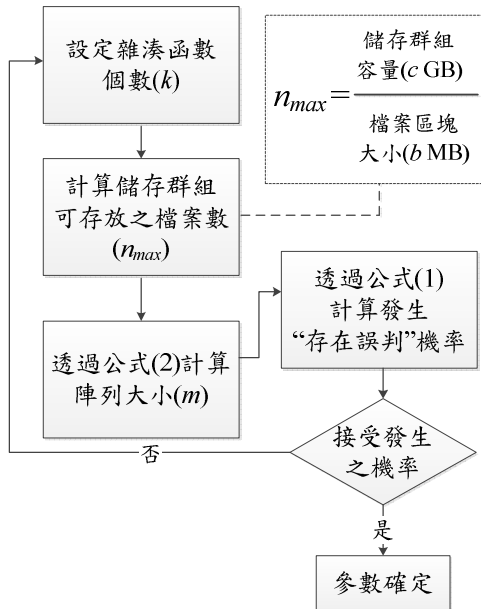 設定雜湊函數
個數(k)
儲存群組
容量(c GB)
n_max=
檔案區塊
大小(b MB)
計算儲存群組
可存放之檔案數
(n_max)
透過公式(1)
計算發生
“存在誤判”機率
透過公式(2)計算
陣列大小(m)
接受發生
之機率
否
是
參數確定